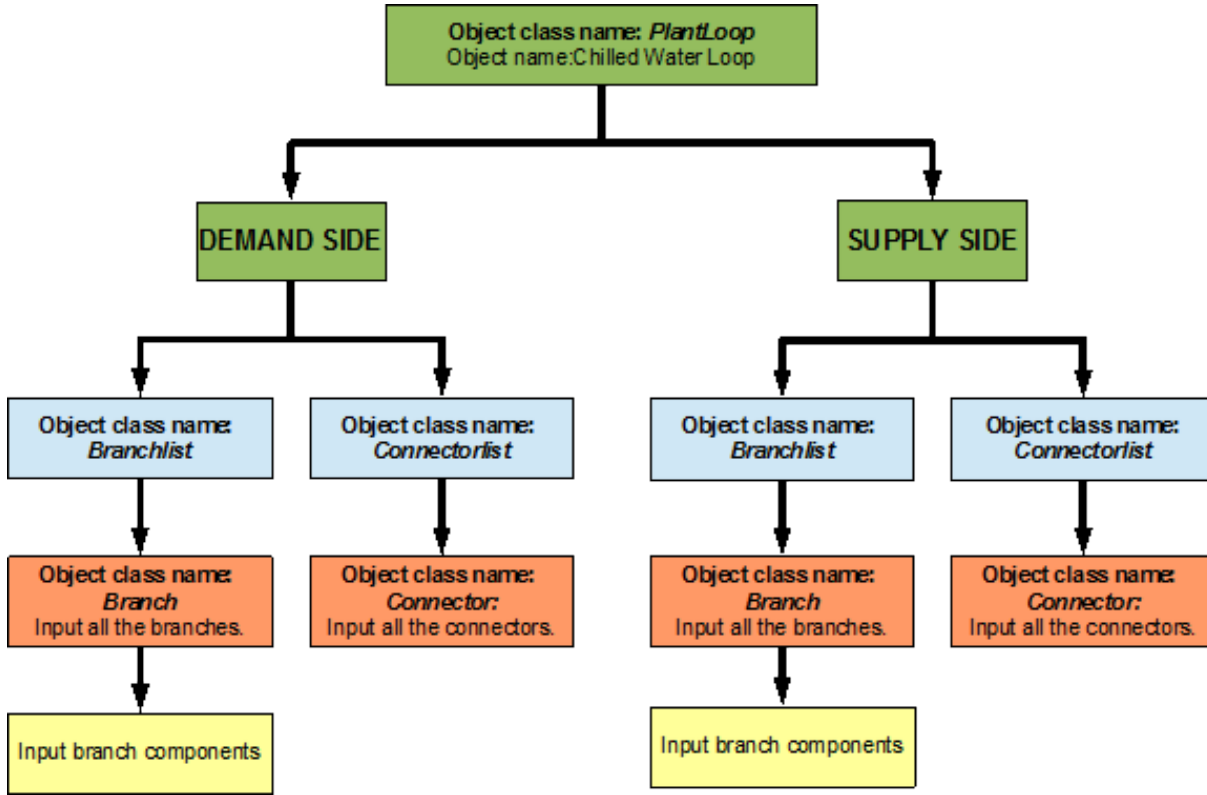 Object class name: PlantLoop
Object name:Chilled Water Loop
DEMAND SIDE
SUPPLY SIDE
Object class name:
Branchlist
Object class name:
Connectorlist
Object class name:
Branchlist
Object class name:
Connectorlist
Object class name:
Branch
Input all the branches.
Object class name:
Connector:
Input all the connectors.
Object class name:
Branch
Input all the branches.
Object class name:
Connector:
Input all the connectors.
Input branch components
Input branch components